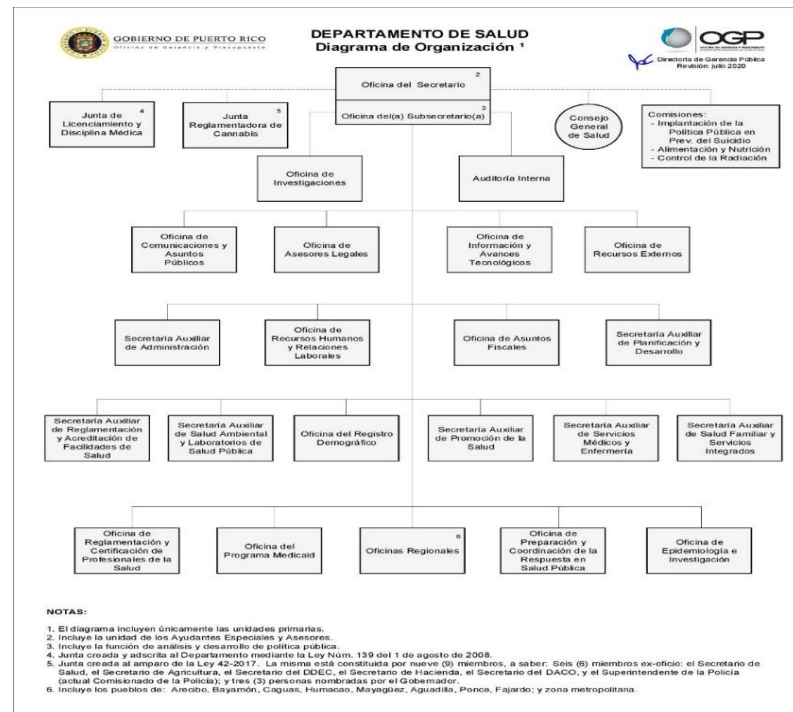 GOBIERNO DE PUERTO RICO
Oficina de Gerencia y Presupuesto
DEPARTAMENTO DE SALUD
Diagrama de Organización ¹
OGP
Directoría de Gerencia Pública
Revisión: julio 2020
2
Oficina del Secretario
3
Oficina del(a) Subsecretario(a)
4
Junta de
Licenciamiento y
Disciplina Médica
5
Junta
Reglamentadora de
Cannabis
Consejo
General
de Salud
Comisiones:
- Implantación de la
Política Pública en
Prev. del Suicidio
- Alimentación y Nutrición
- Control de la Radiación
Oficina de
Investigaciones
Auditoría Interna
Oficina de
Comunicaciones y
Asuntos
Públicos
Oficina de
Asesores Legales
Oficina de
Información y
Avances
Tecnológicos
Oficina de
Recursos Externos
Secretaría Auxiliar
de Administración
Oficina de
Recursos Humanos
y Relaciones
Laborales
Oficina de Asuntos
Fiscales
Secretaría Auxiliar
de Planificación y
Desarrollo
Secretaría Auxiliar
de Reglamentación
y Acreditación de
Facilidades de
Salud
Secretaría Auxiliar
de Salud Ambiental
y Laboratorios de
Salud Pública
Oficina del Registro
Demográfico
Secretaría Auxiliar
de Promoción de la
Salud
Secretaría Auxiliar
de Servicios
Médicos y
Enfermería
Secretaría Auxiliar
de Salud Familiar y
Servicios
Integrados
Oficina de
Reglamentación y
Certificación de
Profesionales de la
Salud
Oficina del
Programa Medicaid
6
Oficinas Regionales
Oficina de
Preparación y
Coordinación de la
Respuesta en
Salud Pública
Oficina de
Epidemiología e
Investigación
NOTAS:
1. El diagrama incluyen únicamente las unidades primarias.
2. Incluye la unidad de los Ayudantes Especiales y Asesores.
3. Incluye la función de análisis y desarrollo de política pública.
4. Junta creada y adscrita al Departamento mediante la Ley Núm. 139 del 1 de agosto de 2008.
5. Junta creada al amparo de la Ley 42-2017. La misma está constituida por nueve (9) miembros, a saber: Seis (6) miembros ex-oficio: el Secretario de
Salud, el Secretario de Agricultura, el Secretario del DDEC, el Secretario de Hacienda, el Secretario del DACO, y el Superintendente de la Policía
(actual Comisionado de la Policía); y tres (3) personas nombradas por el Gobernador.
6. Incluye los pueblos de: Arecibo, Bayamón, Caguas, Humacao, Mayagüez, Aguadilla, Ponce, Fajardo; y zona metropolitana.